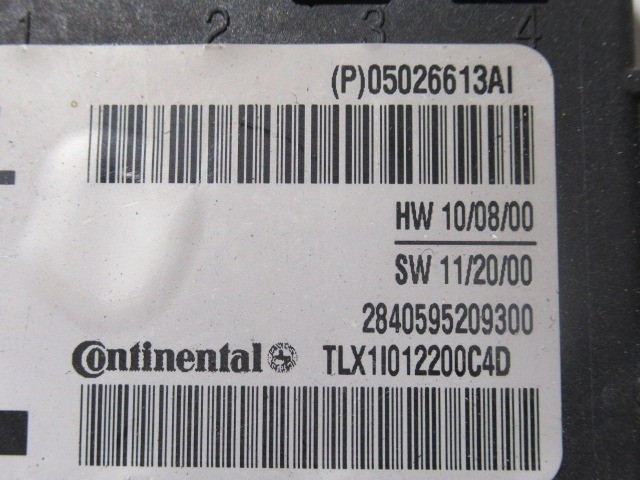 1 2 3 4
(P)05026613AI
HW 10/08/00
SW 11/20/00
2840595209300
Continental TLX1I012200C4D